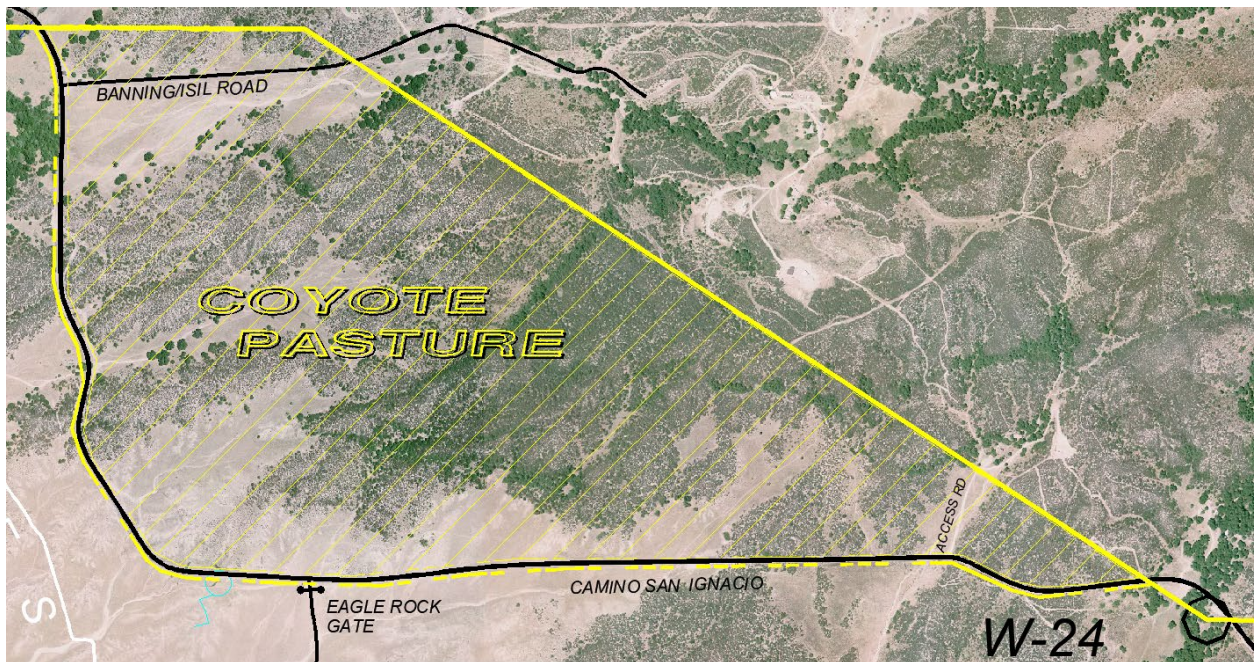 BANNING/ISIL ROAD
COYOTE
PASTURE
ACCESS RD
CAMINO SAN IGNACIO
EAGLE ROCK
GATE
W-24
S